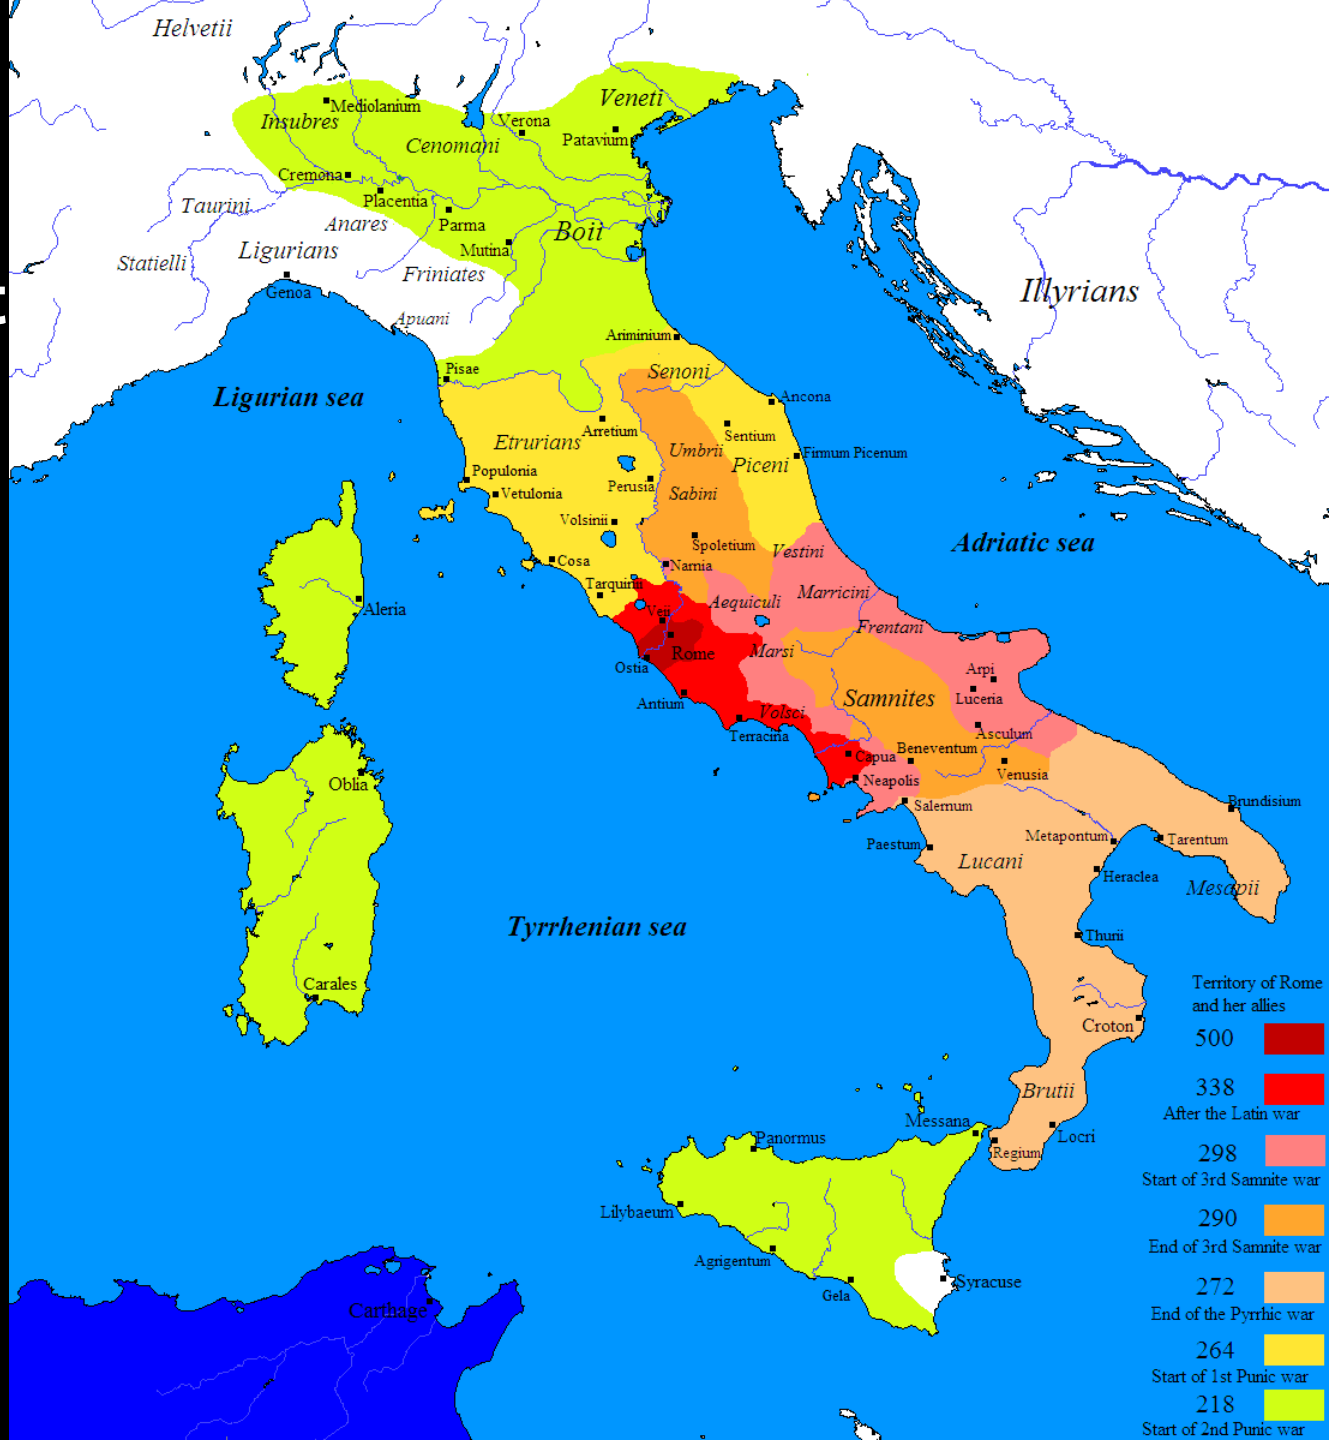 Helvetii
Mediolanium
Insubres
Veneti
Verona
Cenomani
Patavium
Cremona
Placentia
Taurini
Anares
Parma
Boii
Mutina
Ligurians
Statielli
Friniates
Genoa
Illyrians
Apuani
Ariminium
Pisae
Senoni
Ligurian sea
Ancona
Arretium
Sentium
Etrurians
Umbrii
Firmum Picenum
Piceni
Populonia
Perusia
Vetulonia
Sabini
Volsinii
Spoletium
Vestini
Adriatic sea
Cosa
Narnia
Tarquinii
Marricini
Aequiculi
Aleria
Veii
Frentani
Rome
Marsi
Ostia
Arpi
Samnites
Luceria
Antium
Volsci
Terracina
Asculum
Beneventum
Capua
Venusia
Neapolis
Oblia
Salernum
Brundisium
Metapontum
Tarentum
Paestum
Lucani
Heraclea
Mesapii
Tyrrhenian sea
Thurii
Carales
Croton
Brutii
Messana
Locri
Panormus
Regium
Lilybaeum
Agrigentum
Syracuse
Gela
Carthage
Territory of Rome
and her allies
500
338
After the Latin war
298
Start of 3rd Samnite war
290
End of 3rd Samnite war
272
End of the Pyrrhic war
264
Start of 1st Punic war
218
Start of 2nd Punic war